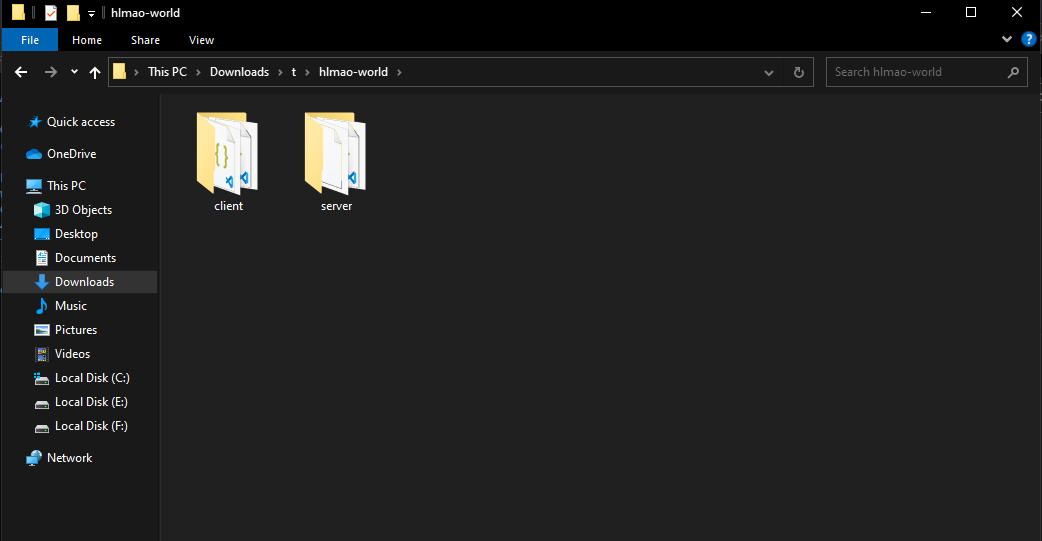 hlmao-world
File Home Share View
This PC Downloads t hlmao-world Search hlmao-world
Quick access
OneDrive
This PC
3D Objects
Desktop
Documents
Downloads
Music
Pictures
Videos
Local Disk (C:)
Local Disk (E:)
Local Disk (F:)
Network
client server